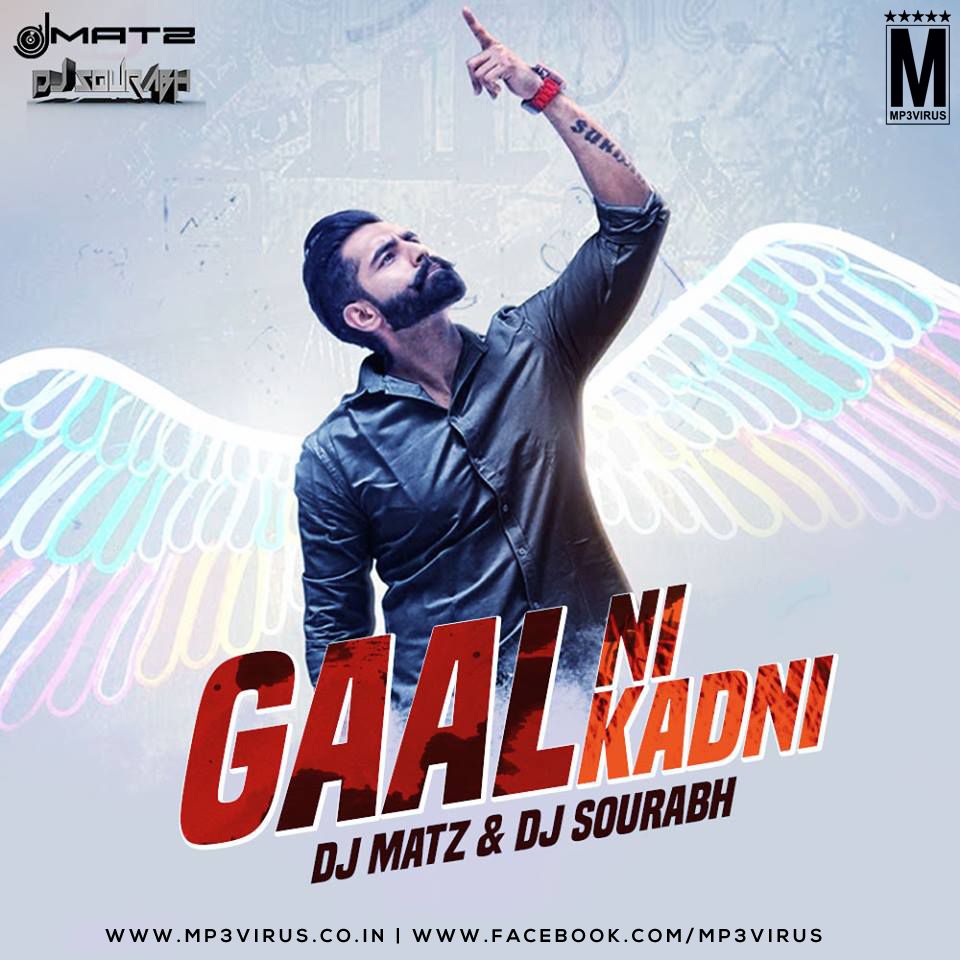 DJ MATZ
DJ SOURABH
M
MP3VIRUS
GAAL NI
KADNI
DJ MATZ & DJ SOURABH
WWW.MP3VIRUS.CO.IN | WWW.FACEBOOK.COM/MP3VIRUS